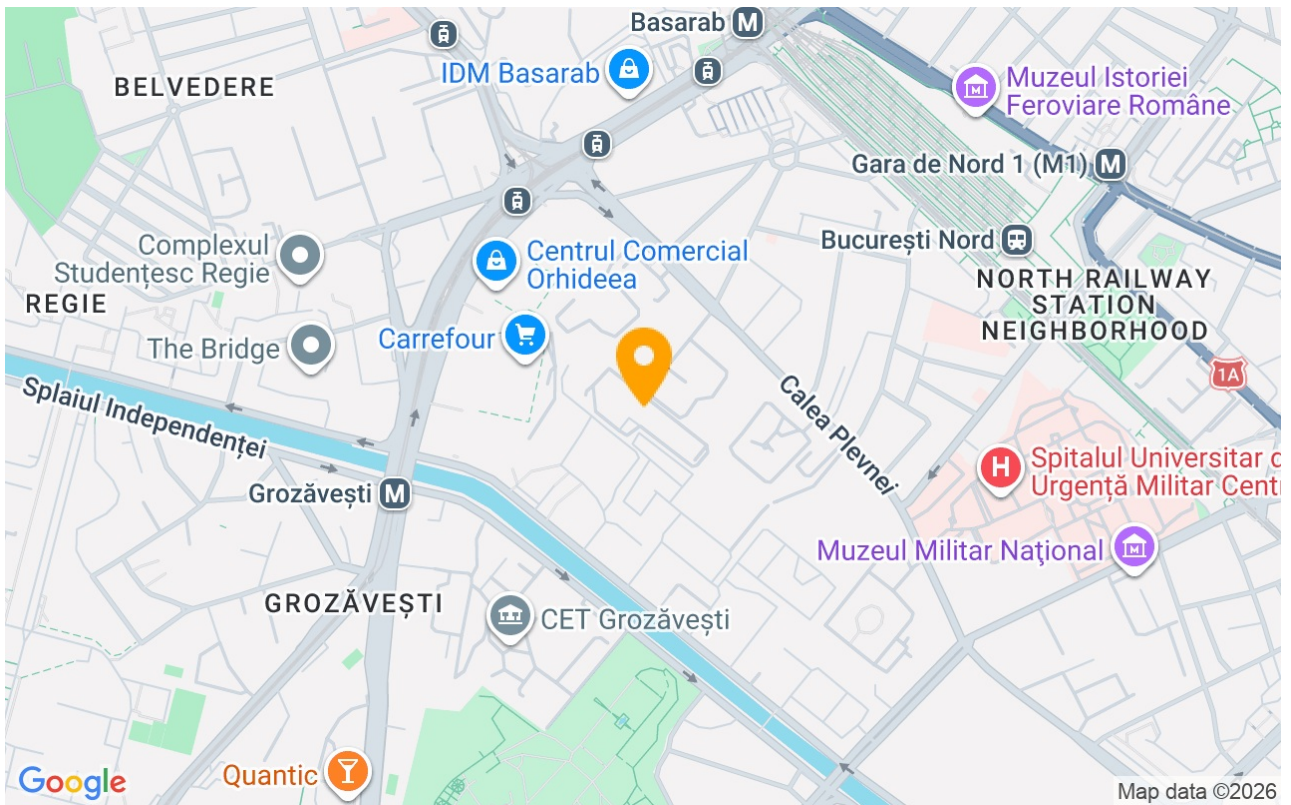 Basarab
M
IDM Basarab
BELVEDERE
Muzeul Istoriei
Feroviare Române
Gara de Nord 1 (M1)
M
București Nord
Complexul
Studențesc Regie
Centrul Comercial
Orhideea
NORTH RAILWAY
STATION
NEIGHBORHOOD
REGIE
The Bridge
Carrefour
1A
Splaiul Independenței
Calea Plevnei
H
Spitalul Universitar d
Urgență Militar Centr
Grozăvești
M
Muzeul Militar Naţional
GROZĂVEȘTI
CET Grozăvești
Quantic
Google
Map data ©2026